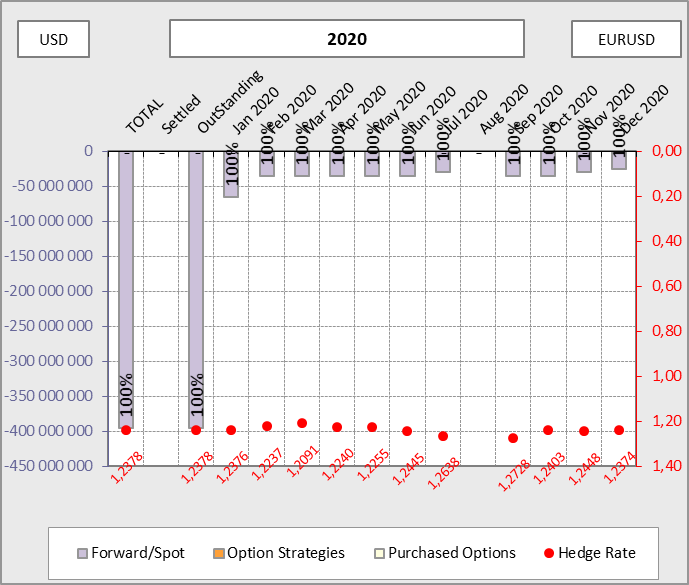 USD
2020
EURUSD
TOTAL
Settled
OutStanding
Jan 2020
Feb 2020
Mar 2020
Apr 2020
May 2020
Jun 2020
Jul 2020
Aug 2020
Sep 2020
Oct 2020
Nov 2020
Dec 2020
0
-50 000 000
-100 000 000
-150 000 000
-200 000 000
-250 000 000
-300 000 000
-350 000 000
-400 000 000
-450 000 000
100%
-
100%
100%
100%
100%
100%
100%
100%
100%
-
100%
100%
100%
100%
0,00
0,20
0,40
0,60
0,80
1,00
1,20
1,40
1,2378
1,2378
1,2376
1,2237
1,2091
1,2240
1,2255
1,2445
1,2638
1,2728
1,2403
1,2448
1,2374
Forward/Spot
Option Strategies
Purchased Options
Hedge Rate